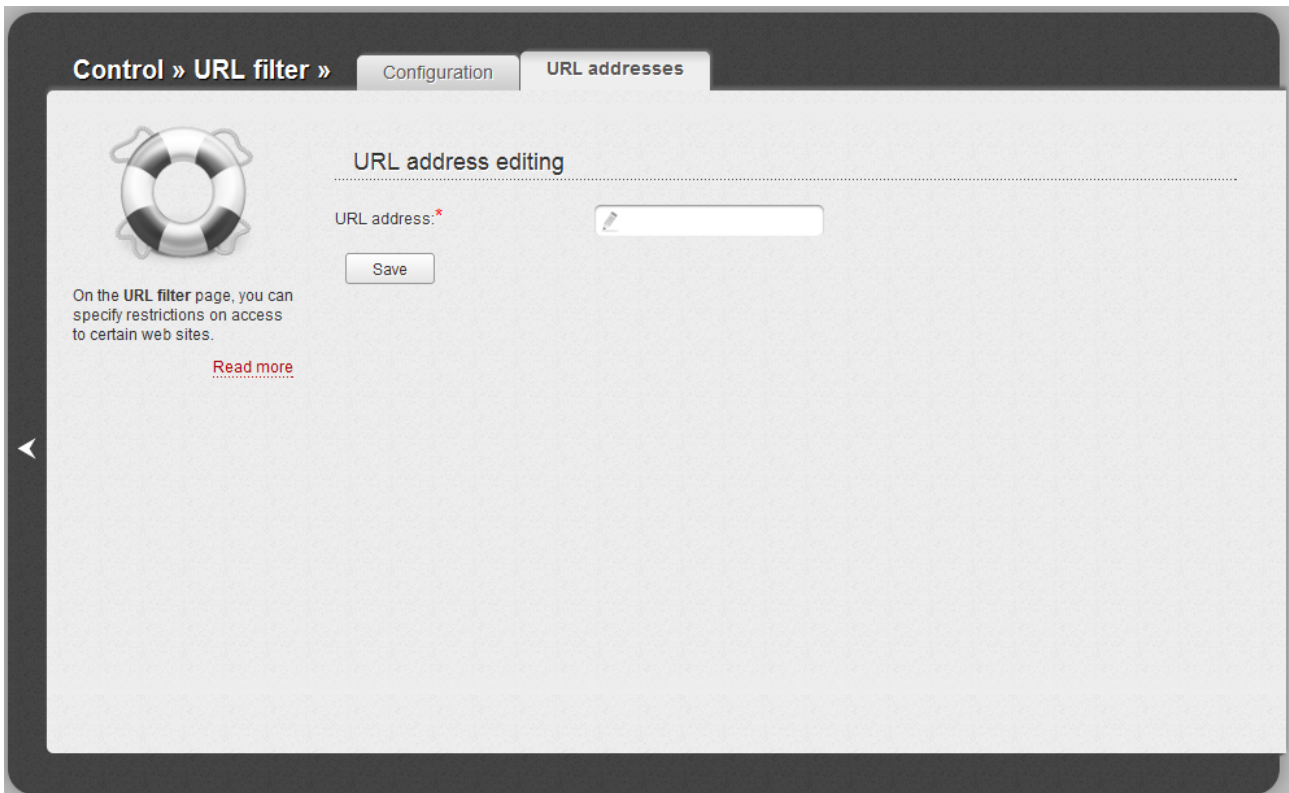 Control » URL filter »
Configuration
URL addresses
URL address editing
URL address:*
Save
On the URL filter page, you can
specify restrictions on access
to certain web sites.
Read more